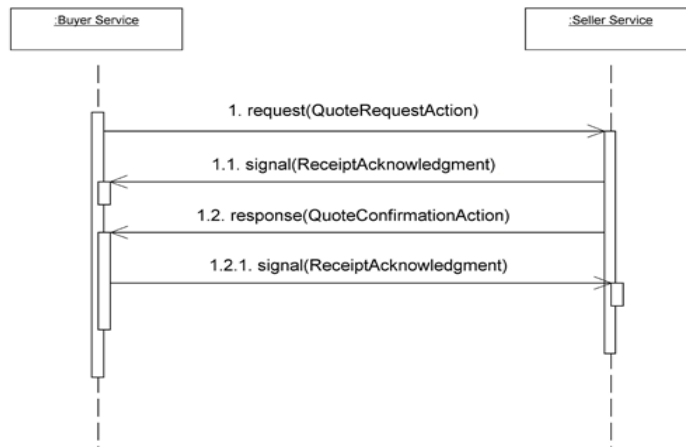 :Buyer Service
:Seller Service
1. request(QuoteRequestAction)
1.1. signal(ReceiptAcknowledgment)
1.2. response(QuoteConfirmationAction)
1.2.1. signal(ReceiptAcknowledgment)